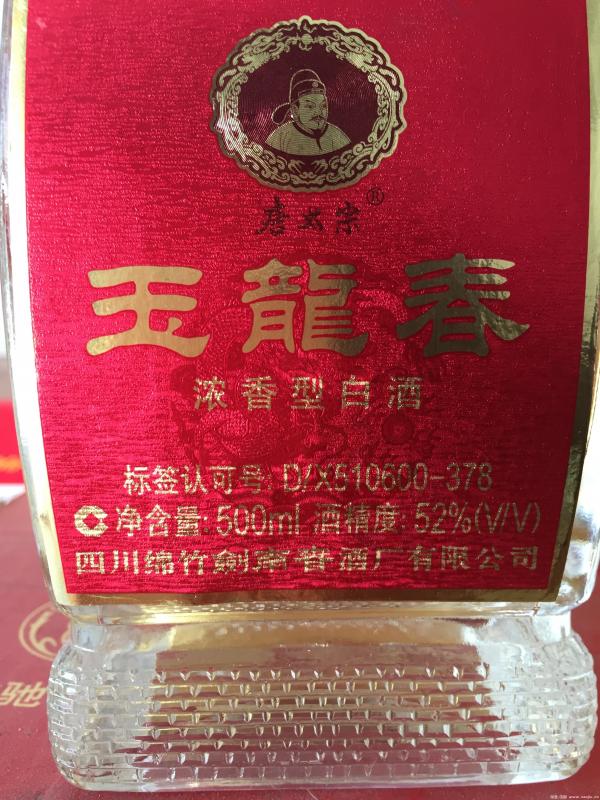 唐太宗®
玉龍春
浓香型白酒
标签认可号: D/X510600-378
净含量: 500ml 酒精度: 52%(V/V)
四川绵竹剑南春酒厂有限公司
驰